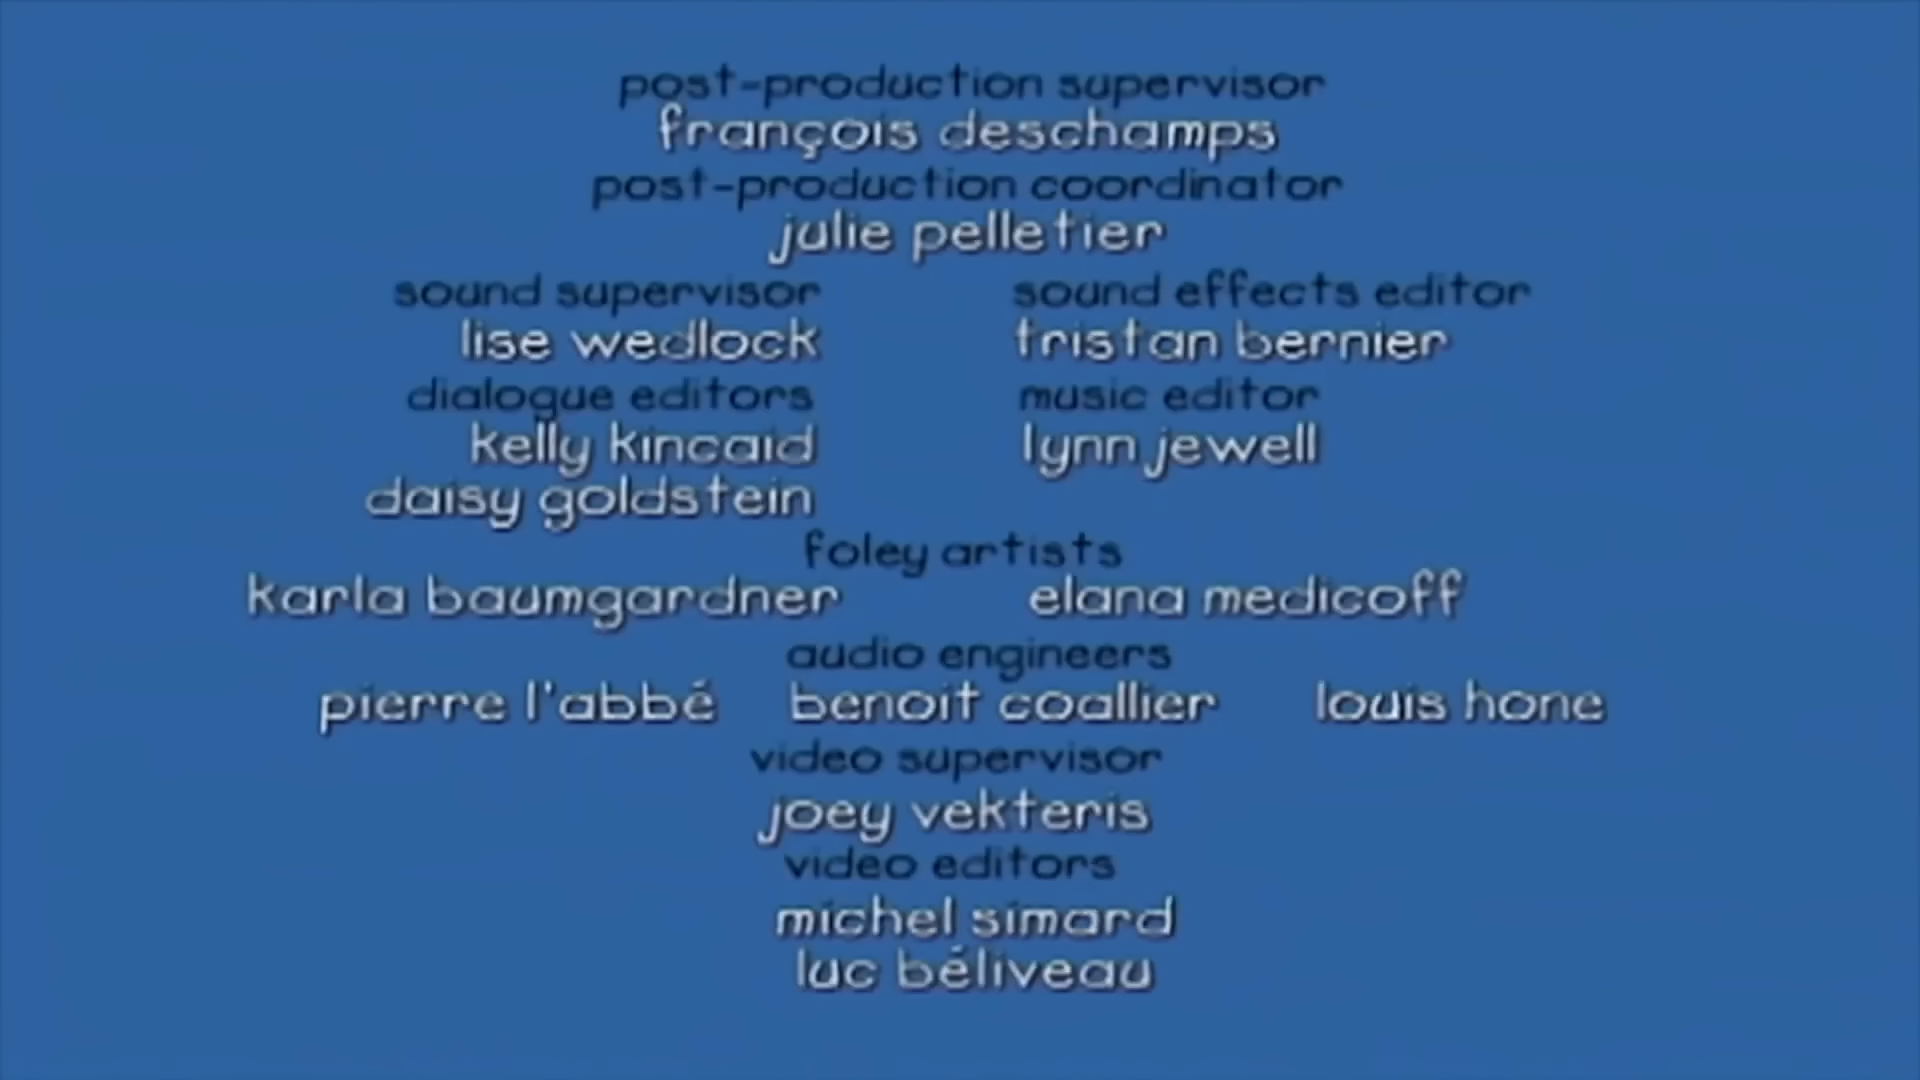 post-production supervisor
françois deschamps
post-production coordinator
julie pelletier
sound supervisor sound effects editor
lise wedlock tristan bernier
dialogue editors music editor
kelly kincaid lynn jewell
daisy goldstein
foley artists
karla baumgardner elana medicoff
audio engineers
pierre l'abbé benoit coallier louis hone
video supervisor
joey vekteris
video editors
michel simard
luc béliveau